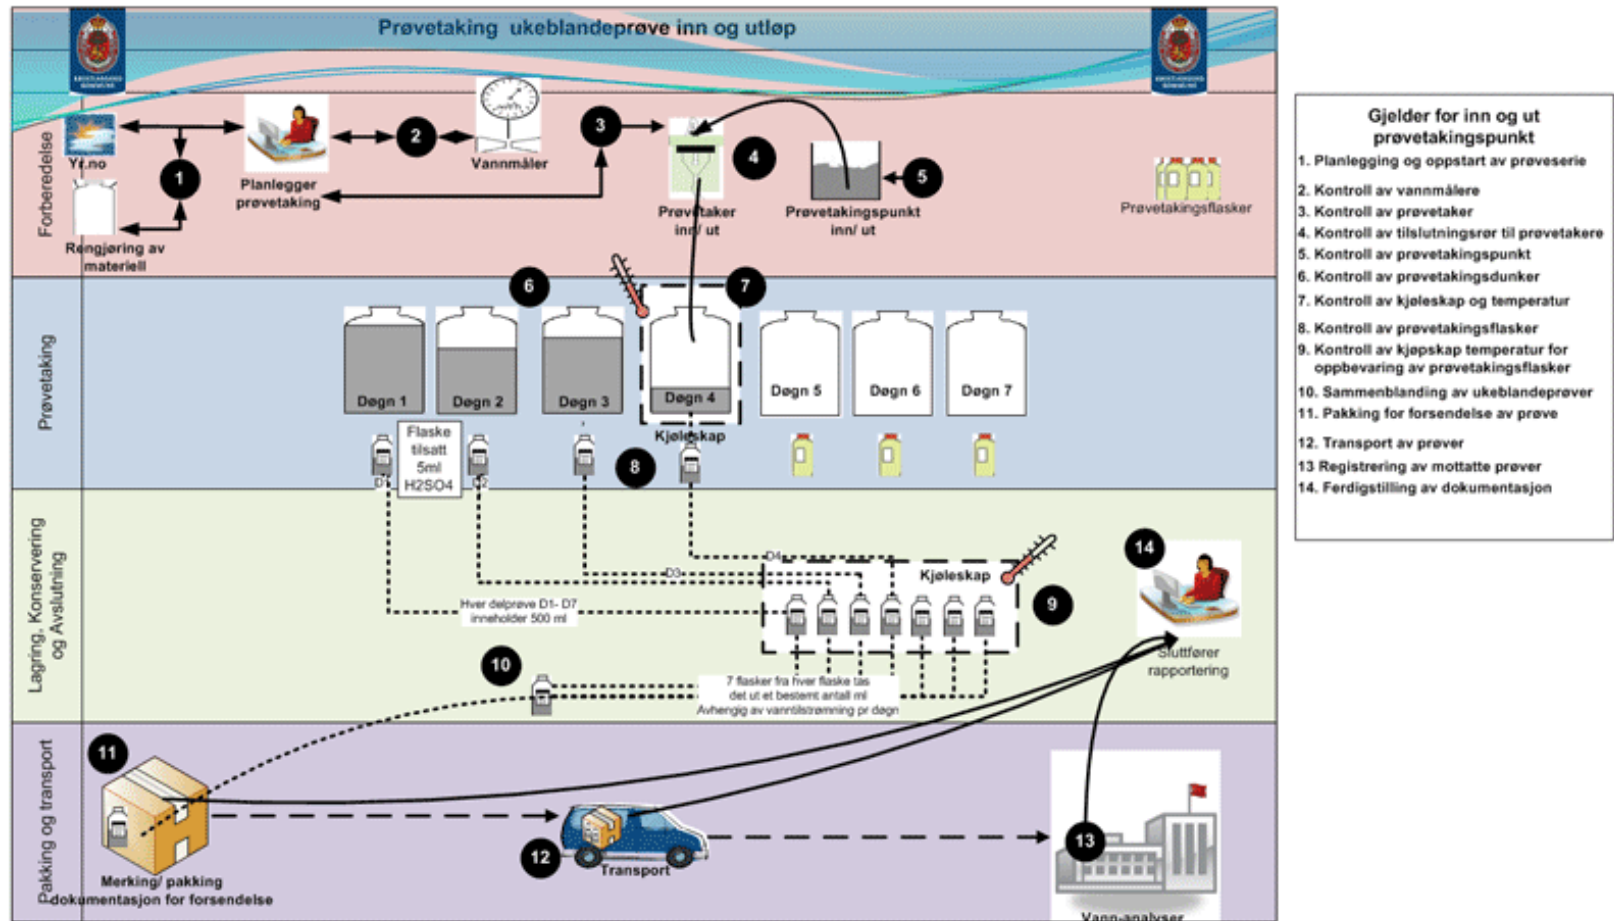 Prøvetaking ukeblandeprøve inn og utløp
KRISTIANSUND
KOMMUNE
Forberedelse
Yr.no
1
Rengjøring av
materiell
Planlegger
prøvetaking
2
Vannmåler
3
Prøvetaker
inn/ ut
4
Prøvetakingspunkt
inn/ ut
5
Prøvetakingsflasker
Prøvetaking
6
7
Døgn 1
Døgn 2
Døgn 3
Døgn 4
Døgn 5
Døgn 6
Døgn 7
Kjøleskap
Flaske
tilsatt
5ml
H2SO4
8
D1
D2
Lagring, Konservering
og Avslutning
D3
D4
Kjøleskap
9
Hver delprøve D1- D7
inneholder 500 ml
10
7 flasker fra hver flaske tas
det ut et bestemt antall ml
Avhengig av vanntilstrømning pr døgn
14
Sluttfører
rapportering
Pakking og transport
11
Merking/ pakking
dokumentasjon for forsendelse
12
Transport
13
Vann-analyser
Gjelder for inn og ut
prøvetakingspunkt
1. Planlegging og oppstart av prøveserie
2. Kontroll av vannmålere
3. Kontroll av prøvetaker
4. Kontroll av tilslutningsrør til prøvetakere
5. Kontroll av prøvetakingspunkt
6. Kontroll av prøvetakingsdunker
7. Kontroll av kjøleskap og temperatur
8. Kontroll av prøvetakingsflasker
9. Kontroll av kjøpskap temperatur for
oppbevaring av prøvetakingsflasker
10. Sammenblanding av ukeblandeprøver
11. Pakking for forsendelse av prøve
12. Transport av prøver
13 Registrering av mottatte prøver
14. Ferdigstilling av dokumentasjon